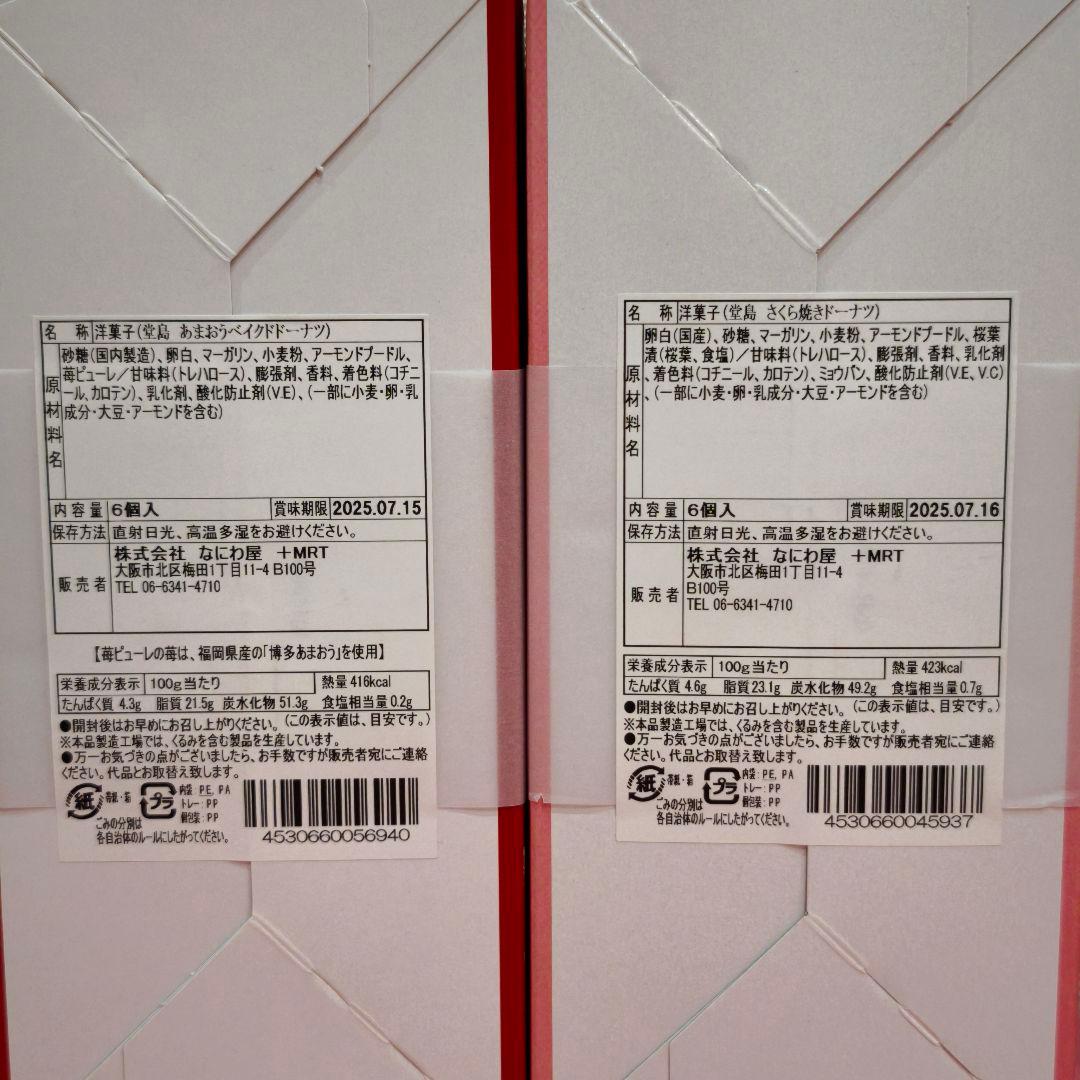 名 称 洋菓子(堂島 あまおうベイクドドーナツ)
原材料名
砂糖(国内製造)、卵白、マーガリン、小麦粉、アーモンドプードル、
苺ピューレ/甘味料(トレハロース)、膨張剤、香料、着色料(コチニ
ール、カロテン)、乳化剤、酸化防止剤(V.E)、(一部に小麦・卵・乳
成分・大豆・アーモンドを含む)
内容量 6個入 賞味期限 2025.07.15
保存方法 直射日光、高温多湿をお避けください。
販売者
株式会社 なにわ屋 +MRT
大阪市北区梅田1丁目11-4 B100号
TEL 06-6341-4710
【苺ピューレの苺は、福岡県産の「博多あまおう」を使用】
栄養成分表示 100g当たり 熱量 416kcal
たんぱく質 4.3g 脂質 21.5g 炭水化物 51.3g 食塩相当量 0.2g
●開封後はお早めにお召し上がりください。(この表示値は、目安です。)
※本品製造工場では、くるみを含む製品を生産しています。
●万一お気づきの点がございましたら、お手数ですが販売者宛にご連絡
ください。代品とお取替え致します。
紙 帯紙・箱
プラ
内袋: PE, PA
トレー: PP
個包装: PP
ごみの分別は
各自治体のルールにしたがってください。
4530660056940
名 称 洋菓子(堂島 さくら焼きドーナツ)
原材料名
卵白(国産)、砂糖、マーガリン、小麦粉、アーモンドプードル、桜葉
漬(桜葉、食塩)/甘味料(トレハロース)、膨張剤、香料、乳化剤
、着色料(コチニール、カロテン)、ミョウバン、酸化防止剤(V.E、V.C)
、(一部に小麦・卵・乳成分・大豆・アーモンドを含む)
内容量 6個入 賞味期限 2025.07.16
保存方法 直射日光、高温多湿をお避けください。
販売者
株式会社 なにわ屋 +MRT
大阪市北区梅田1丁目11-4
B100号
TEL 06-6341-4710
栄養成分表示 100g当たり 熱量 423kcal
たんぱく質 4.6g 脂質 23.1g 炭水化物 49.2g 食塩相当量 0.7g
●開封後はお早めにお召し上がりください。(この表示値は、目安です。)
※本品製造工場では、くるみを含む製品を生産しています。
●万一お気づきの点がございましたら、お手数ですが販売者宛にご連絡
ください。代品とお取替え致します。
紙 帯紙・箱
プラ
内袋: PE, PA
トレー: PP
個包装: PP
ごみの分別は
各自治体のルールにしたがってください。
4530660045937